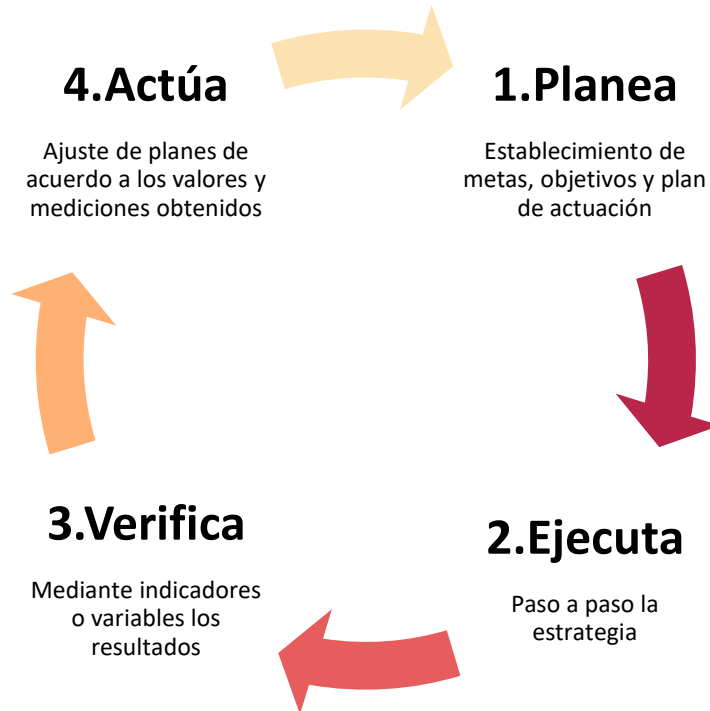 4.Actúa
Ajuste de planes de
acuerdo a los valores y
mediciones obtenidos
1.Planea
Establecimiento de
metas, objetivos y plan
de actuación
2.Ejecuta
Paso a paso la
estrategia
3.Verifica
Mediante indicadores
o variables los
resultados